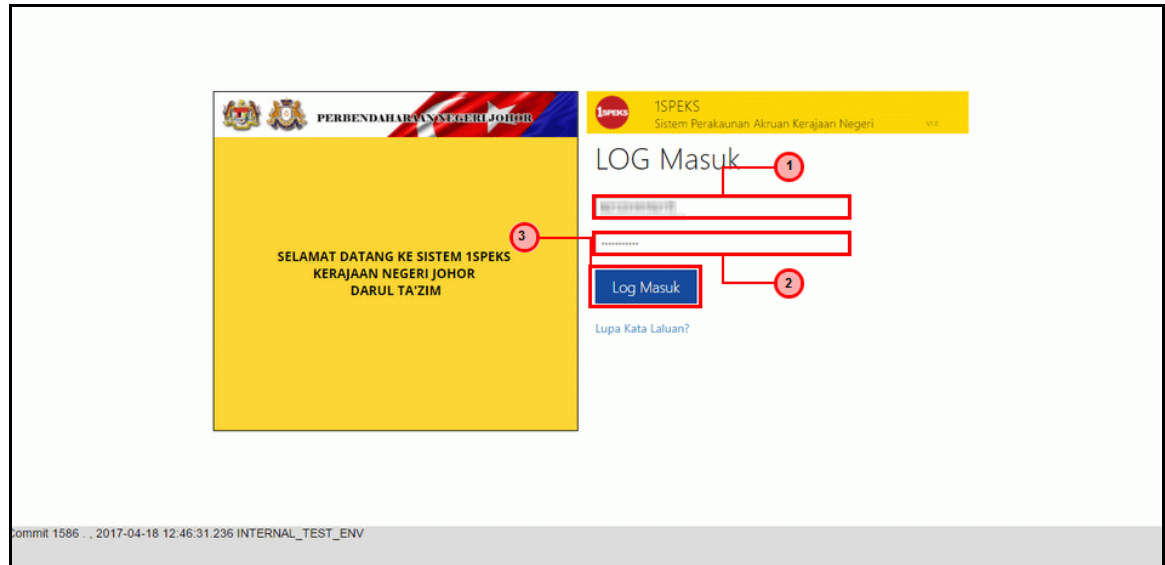 PERBENDAHARAAN NEGERI JOHOR
SELAMAT DATANG KE SISTEM 1SPEKS
KERAJAAN NEGERI JOHOR
DARUL TA'ZIM
1SPEKS
1SPEKS
Sistem Perakaunan Akruan Kerajaan Negeri
LOG Masuk
1
3
Log Masuk
2
Lupa Kata Laluan?
Commit 1586 . , 2017-04-18 12:46:31.236 INTERNAL_TEST_ENV